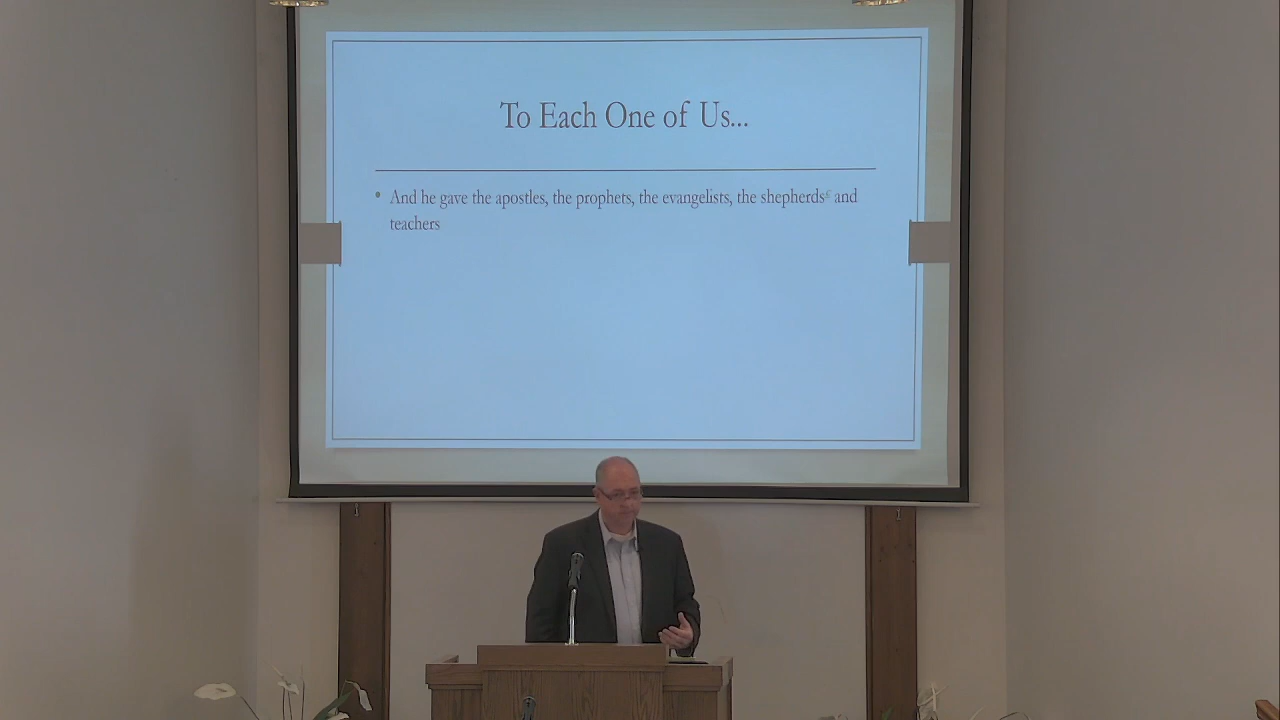 To Each One of Us...
• And he gave the apostles, the prophets, the evangelists, the shepherds and
teachers